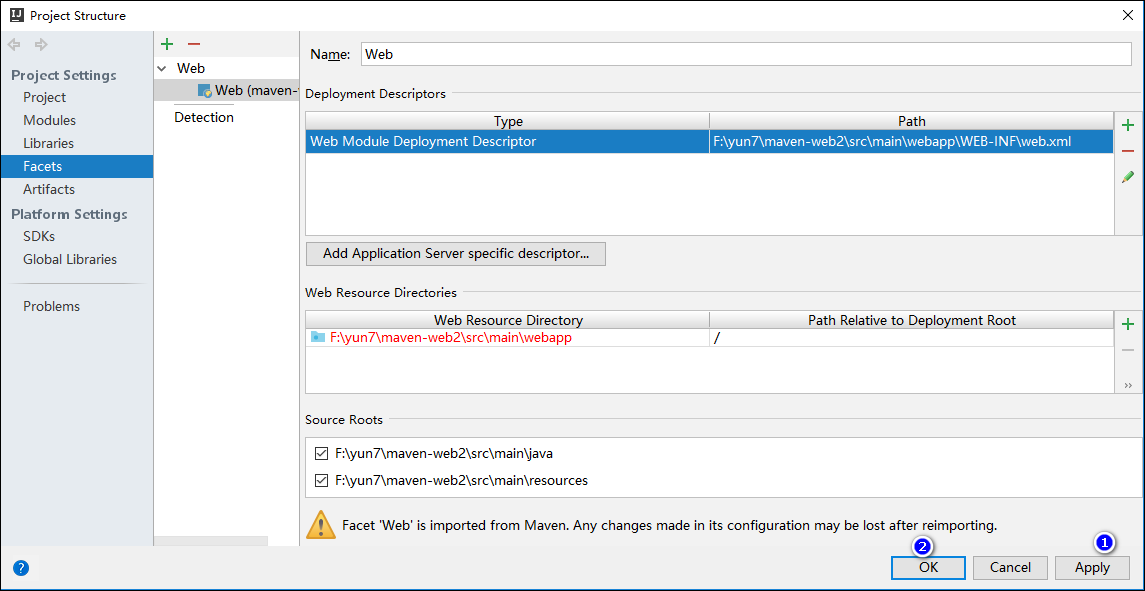 Project Structure
Project Settings
Project
Modules
Libraries
Facets
Artifacts
Platform Settings
SDKs
Global Libraries
Problems
Web
Web (maven-
Detection
Name: Web
Deployment Descriptors
Type Path
Web Module Deployment Descriptor F:\yun7\maven-web2\src\main\webapp\WEB-INF\web.xml
Add Application Server specific descriptor...
Web Resource Directories
Web Resource Directory Path Relative to Deployment Root
F:\yun7\maven-web2\src\main\webapp /
Source Roots
F:\yun7\maven-web2\src\main\java
F:\yun7\maven-web2\src\main\resources
Facet 'Web' is imported from Maven. Any changes made in its configuration may be lost after reimporting.
2 1
OK Cancel Apply